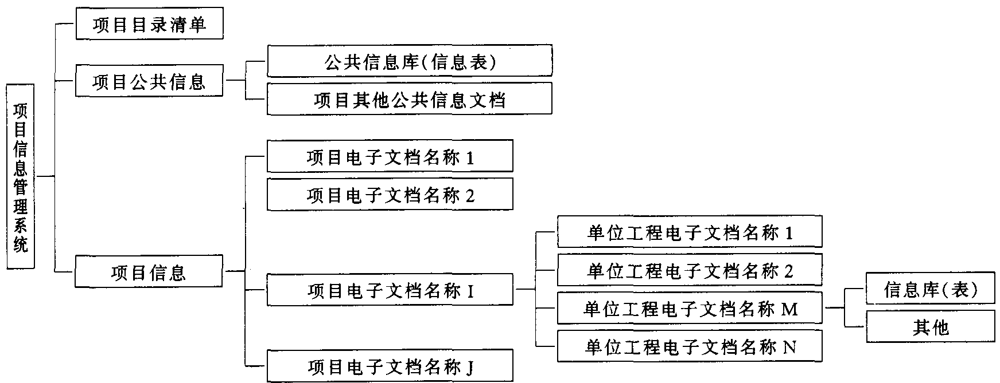 项目信息管理系统
项目目录清单
项目公共信息
公共信息库(信息表)
项目其他公共信息文档
项目信息
项目电子文档名称1
项目电子文档名称2
项目电子文档名称I
单位工程电子文档名称1
单位工程电子文档名称2
单位工程电子文档名称M
信息库(表)
其他
单位工程电子文档名称N
项目电子文档名称J